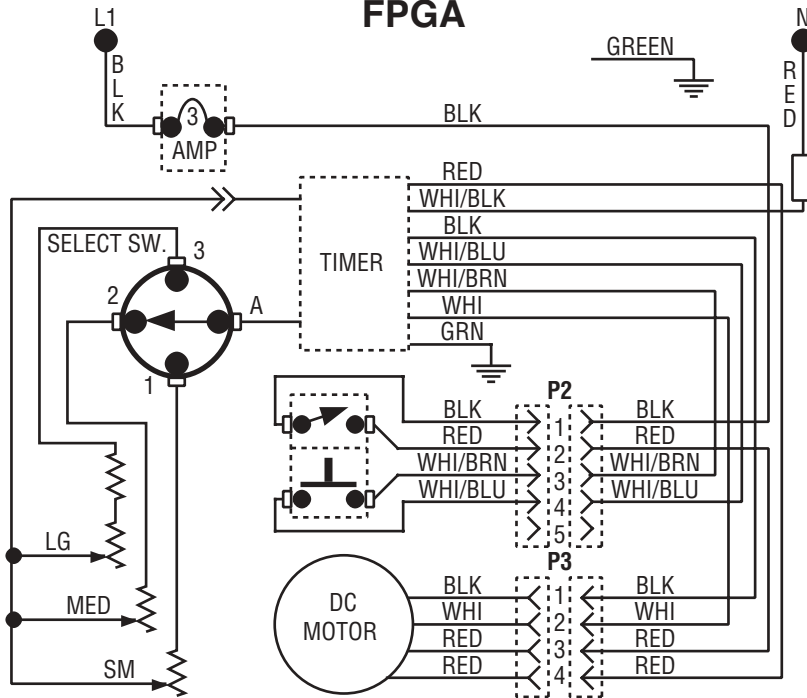 FPGA
L1
N
GREEN
BLK
RED
3
AMP
BLK
RED
WHI/BLK
BLK
WHI/BLU
WHI/BRN
WHI
GRN
TIMER
SELECT SW.
3
2
A
1
P2
BLK 1 BLK
RED 2 RED
WHI/BRN 3 WHI/BRN
WHI/BLU 4 WHI/BLU
5
P3
BLK 1 BLK
WHI 2 WHI
RED 3 RED
RED 4 RED
DC
MOTOR
LG
MED
SM